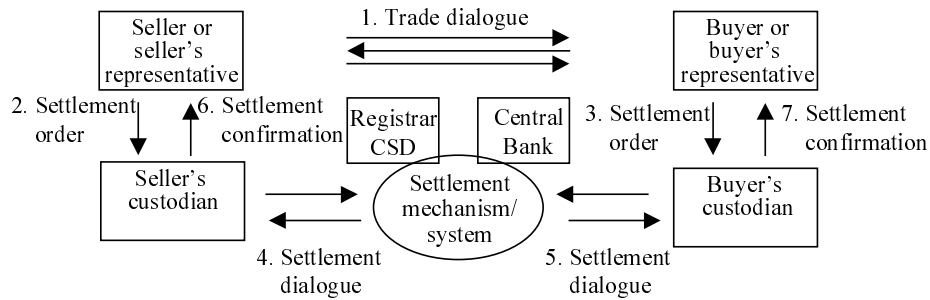 1. Trade dialogue
Seller or
seller's
representative
Buyer or
buyer's
representative
2. Settlement
order
6. Settlement
confirmation
Registrar
CSD
Central
Bank
3. Settlement
order
7. Settlement
confirmation
Seller's
custodian
Settlement
mechanism/
system
Buyer's
custodian
4. Settlement
dialogue
5. Settlement
dialogue